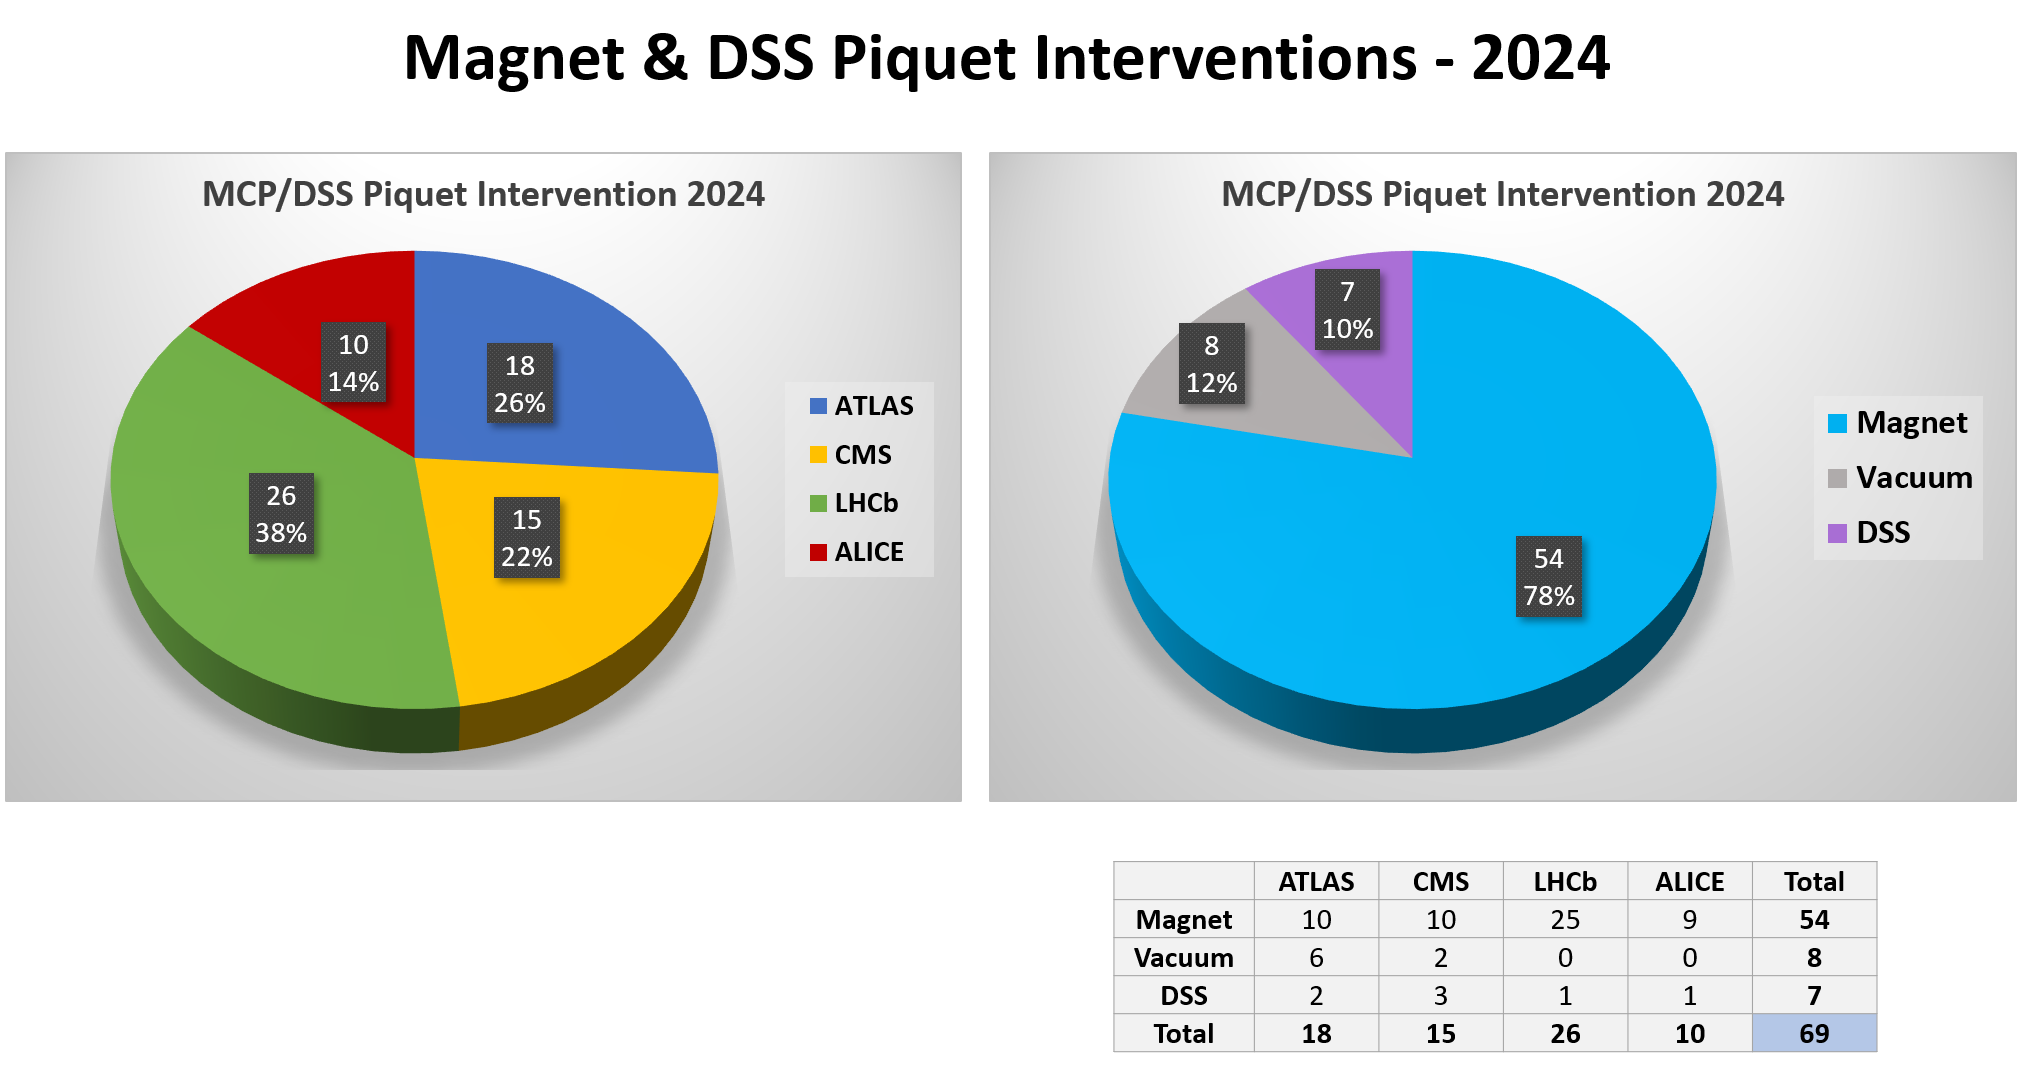 Magnet & DSS Piquet Interventions - 2024
MCP/DSS Piquet Intervention 2024
10
14%
18
26%
26
38%
15
22%
ATLAS
CMS
LHCb
ALICE
MCP/DSS Piquet Intervention 2024
7
10%
8
12%
54
78%
Magnet
Vacuum
DSS
ATLAS CMS LHCb ALICE Total
Magnet 10 10 25 9 54
Vacuum 6 2 0 0 8
DSS 2 3 1 1 7
Total 18 15 26 10 69